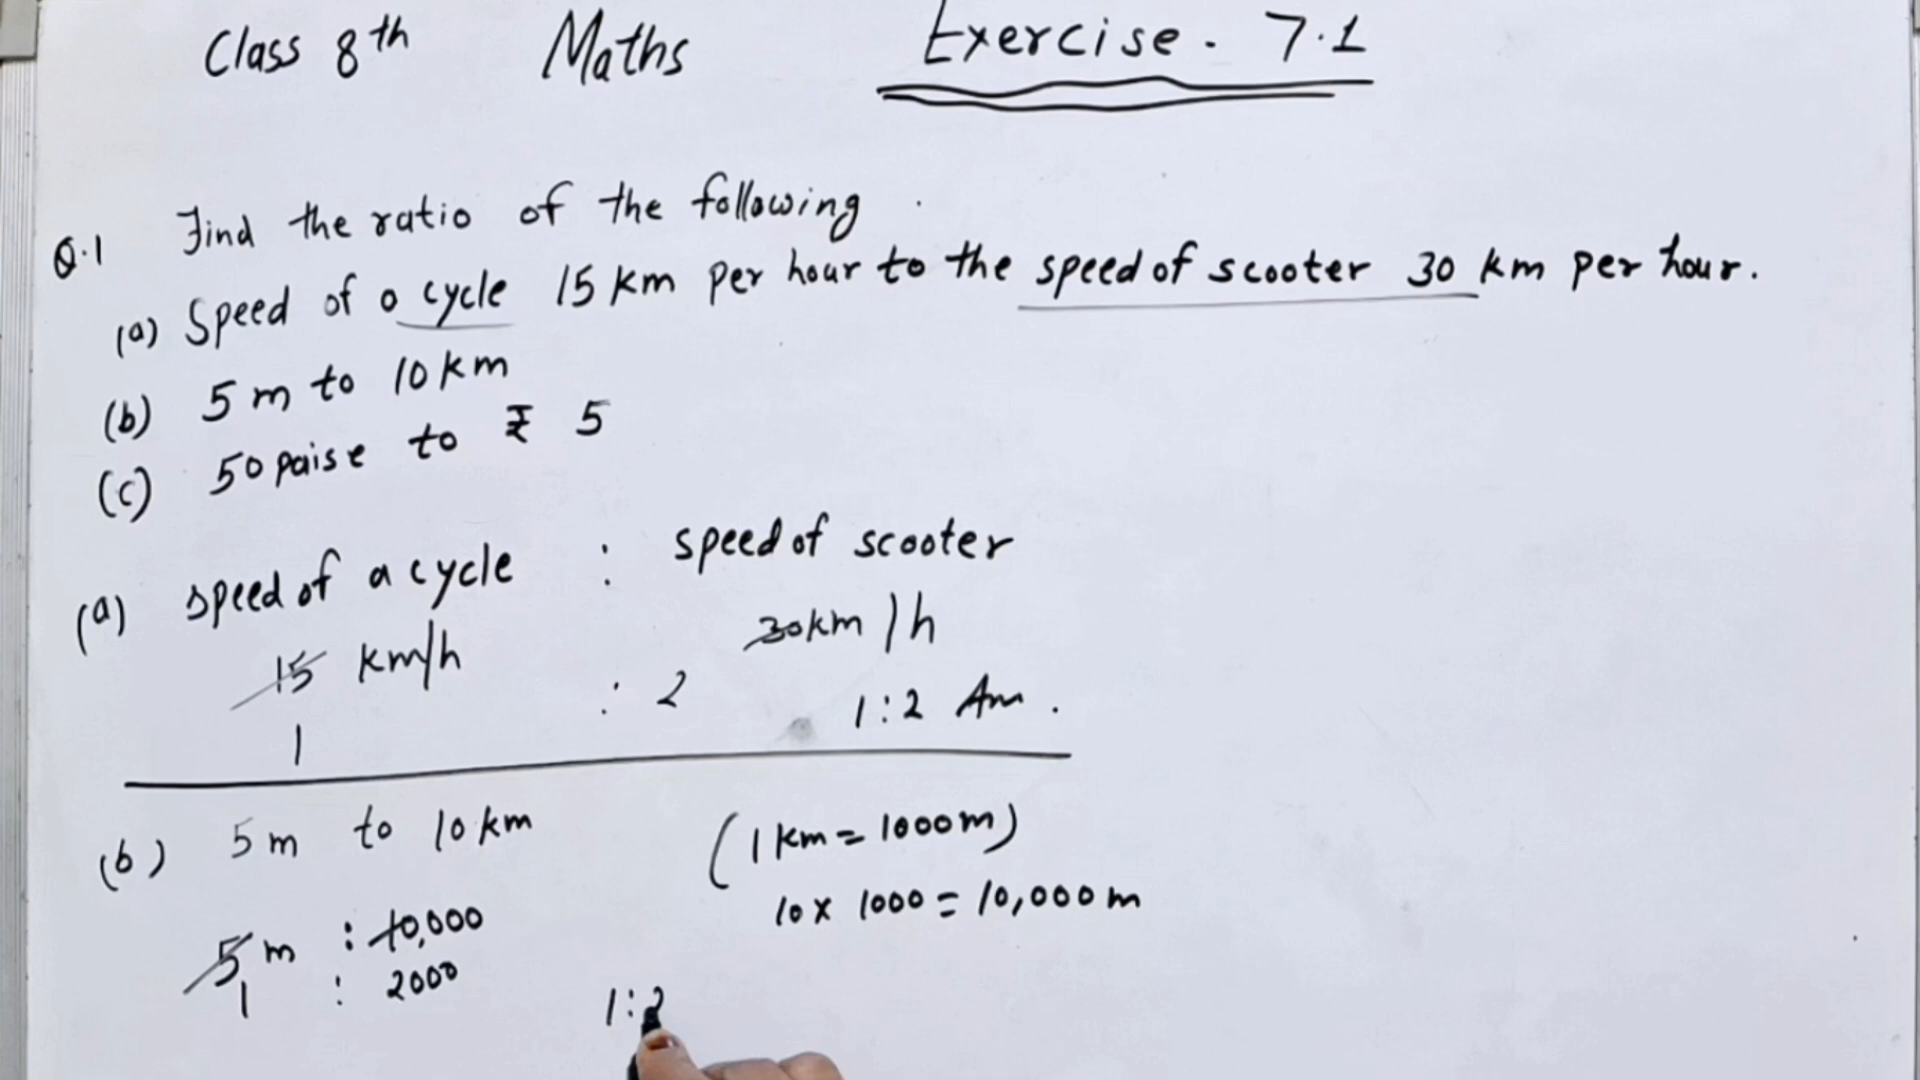 Class 8th Maths Exercise. 7.1
Q.1 Find the ratio of the following.
(a) Speed of a cycle 15 km per hour to the speed of scooter 30 km per hour.
(b) 5 m to 10 km
(c) 50 paise to ₹ 5
(a) speed of a cycle : speed of scooter
15 km/h 30 km/h
1 : 2 1:2 Ans.
(b) 5 m to 10 km (1 km = 1000 m)
10 x 1000 = 10,000 m
5 m : 10,000
1 : 2000
1:2